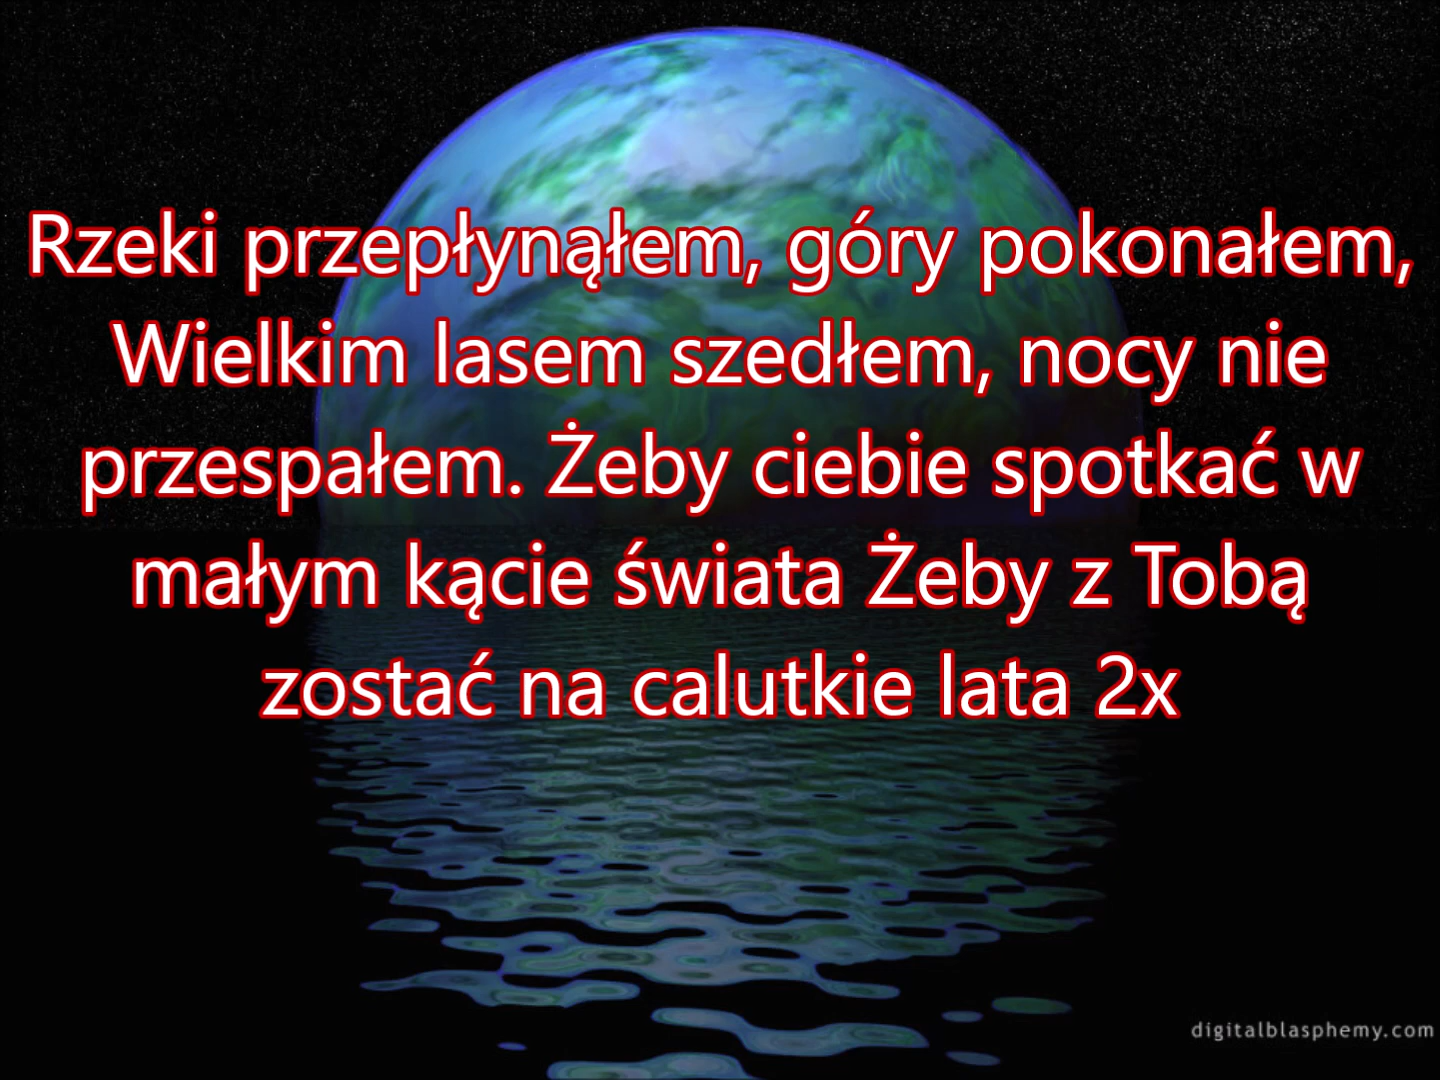 Rzeki przepłynąłem, góry pokonałem,
Wielkim lasem szedłem, nocy nie
przespałem. Żeby ciebie spotkać w
małym kącie świata Żeby z Tobą
zostać na calutkie lata 2x
digitalblasphemy.com